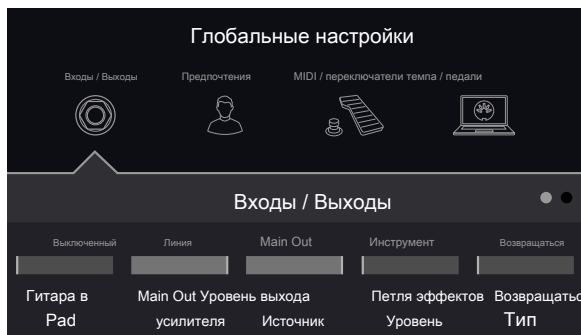 Глобальные настройки
Входы / Выходы Предпочтения MIDI / переключатели темпа / педали
Входы / Выходы
Выключенный Линия Main Out Инструмент Возвращаться
Гитара в Main Out Уровень выхода Петля эффектов Возвращатьс
Pad усилителя Источник Уровень Тип